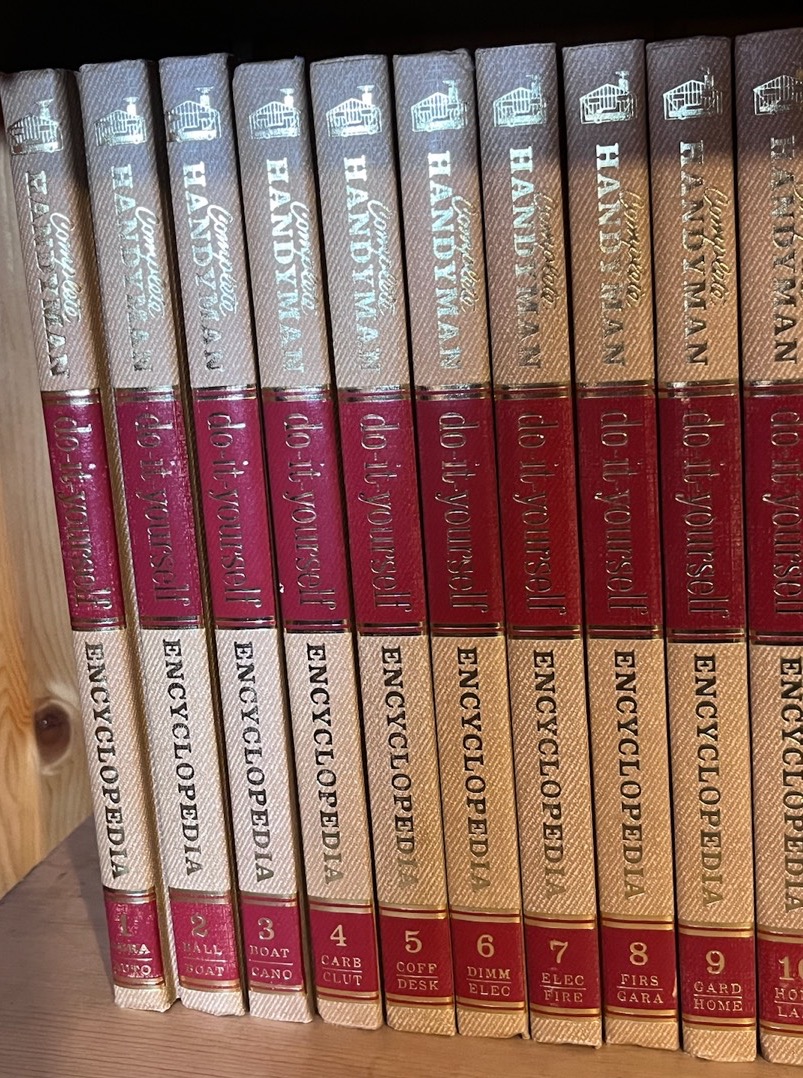 Complete
HANDYMAN
do-it-yourself
ENCYCLOPEDIA
1
ABRA
AUTO
Complete
HANDYMAN
do-it-yourself
ENCYCLOPEDIA
2
BALL
BOAT
Complete
HANDYMAN
do-it-yourself
ENCYCLOPEDIA
3
BOAT
CANO
Complete
HANDYMAN
do-it-yourself
ENCYCLOPEDIA
4
CARB
CLUT
Complete
HANDYMAN
do-it-yourself
ENCYCLOPEDIA
5
COFF
DESK
Complete
HANDYMAN
do-it-yourself
ENCYCLOPEDIA
6
DIMM
ELEC
Complete
HANDYMAN
do-it-yourself
ENCYCLOPEDIA
7
ELEC
FIRE
Complete
HANDYMAN
do-it-yourself
ENCYCLOPEDIA
8
FIRS
GARA
Complete
HANDYMAN
do-it-yourself
ENCYCLOPEDIA
9
GARD
HOME
HANDYMAN
do-it-yourself
ENCYCLOPEDIA
10